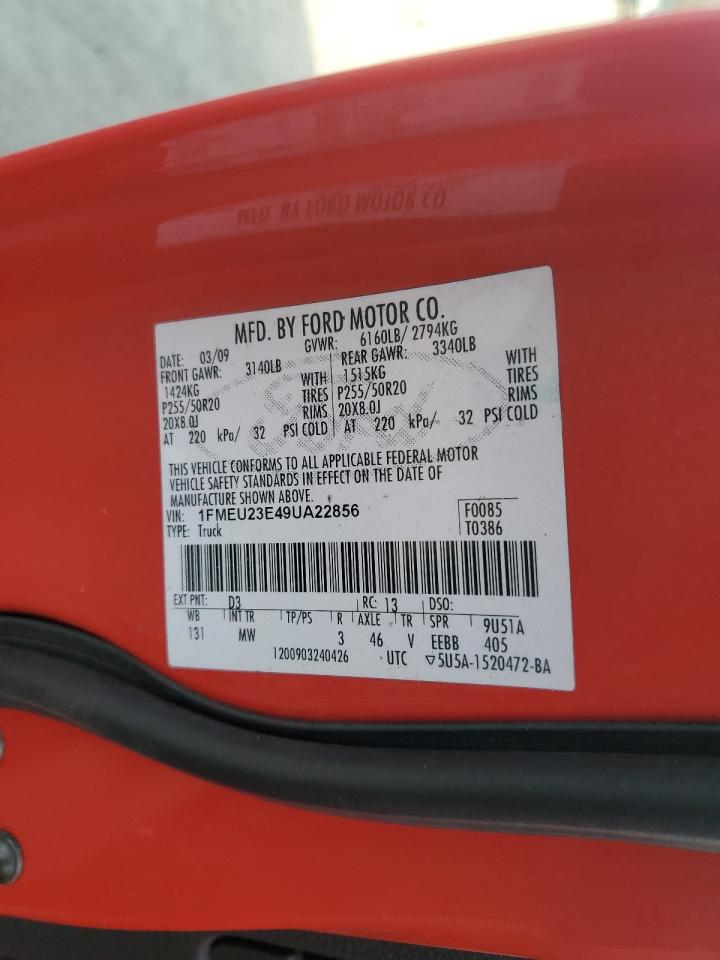 MFD. BY FORD MOTOR CO.
DATE: 03/09 GVWR: 6160LB/ 2794KG
FRONT GAWR: 3140LB REAR GAWR: 3340LB
1424KG WITH 1515KG WITH
P255/50R20 TIRES P255/50R20 TIRES
20X8.0J RIMS 20X8.0J RIMS
AT 220 kPa/ 32 PSI COLD AT 220 kPa/ 32 PSI COLD
THIS VEHICLE CONFORMS TO ALL APPLICABLE FEDERAL MOTOR
VEHICLE SAFETY STANDARDS IN EFFECT ON THE DATE OF
MANUFACTURE SHOWN ABOVE.
VIN: 1FMEU23E49UA22856 F0085
TYPE: Truck T0386
EXT PNT: D3 RC: 13 DSO:
WB INT TR TP/PS R AXLE TR SPR 9U51A
131 MW 3 46 V EEBB 405
1200903240426 UTC ▽5U5A-1520472-BA